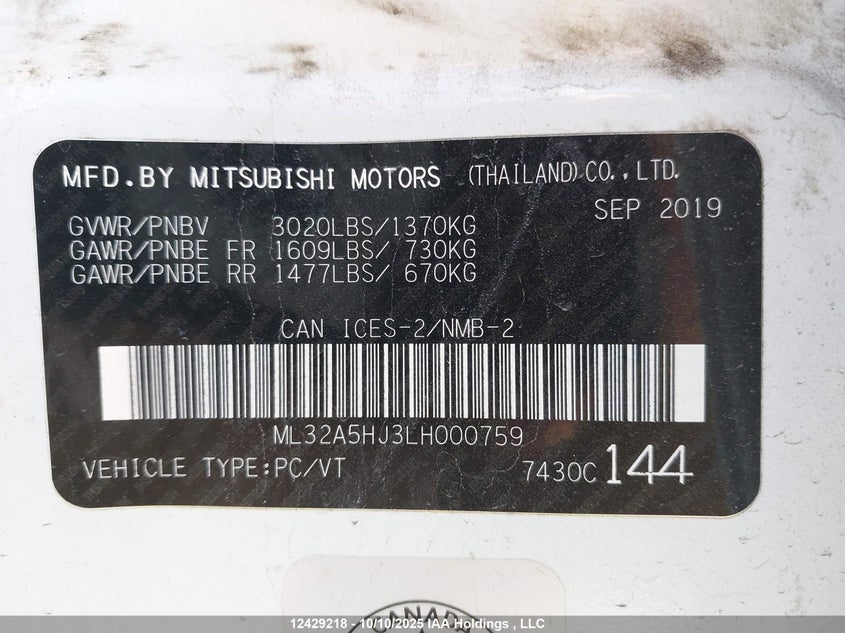 MFD.BY MITSUBISHI MOTORS (THAILAND)CO.,LTD.
SEP 2019
GVWR/PNBV 3020LBS/1370KG
GAWR/PNBE FR 1609LBS/ 730KG
GAWR/PNBE RR 1477LBS/ 670KG
CAN ICES-2/NMB-2
ML32A5HJ3LH000759
VEHICLE TYPE:PC/VT 7430C 144
CANADA
12429218 - 10/10/2025 IAA Holdings , LLC